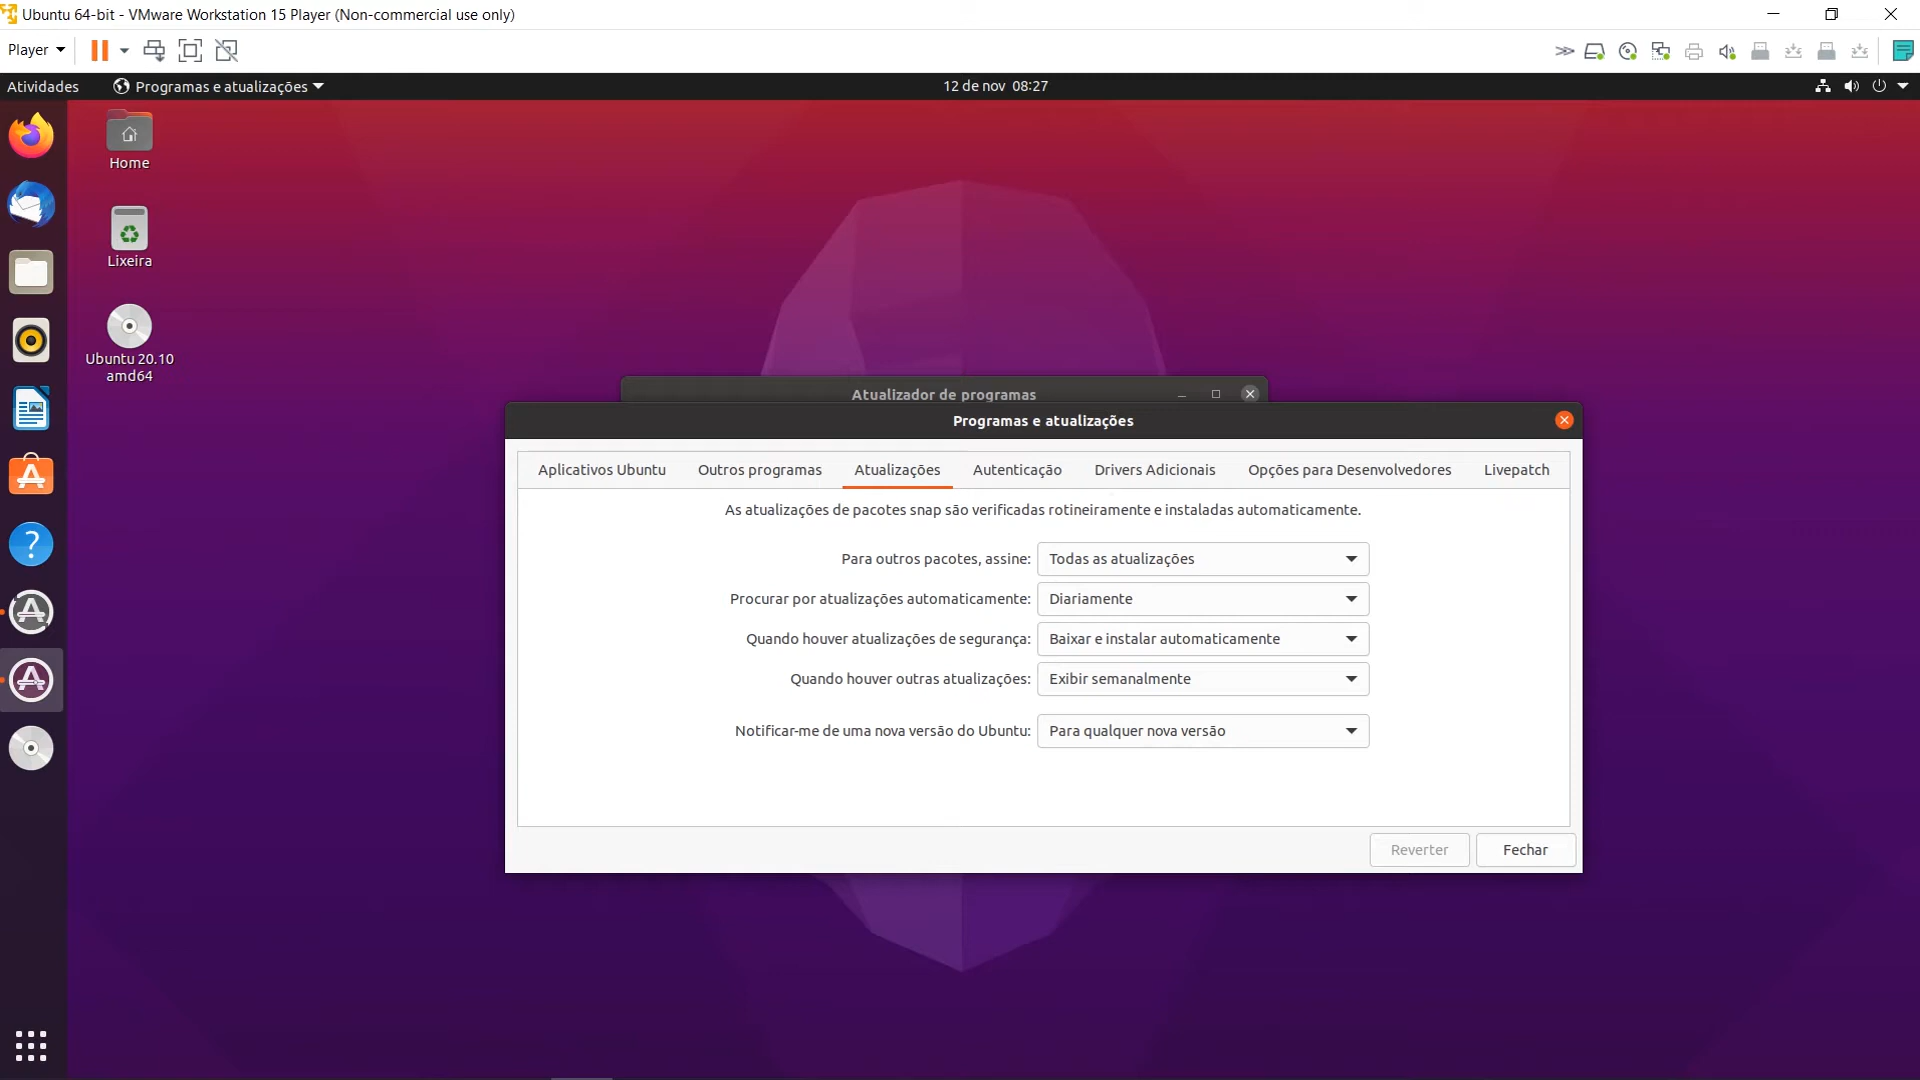 Ubuntu 64-bit - VMware Workstation 15 Player (Non-commercial use only)
Player
Atividades
Programas e atualizações
12 de nov 08:27
Home
Lixeira
Ubuntu 20.10
amd64
Atualizador de programas
Programas e atualizações
Aplicativos Ubuntu
Outros programas
Atualizações
Autenticação
Drivers Adicionais
Opções para Desenvolvedores
Livepatch
As atualizações de pacotes snap são verificadas rotineiramente e instaladas automaticamente.
Para outros pacotes, assine: Todas as atualizações
Procurar por atualizações automaticamente: Diariamente
Quando houver atualizações de segurança: Baixar e instalar automaticamente
Quando houver outras atualizações: Exibir semanalmente
Notificar-me de uma nova versão do Ubuntu: Para qualquer nova versão
Reverter
Fechar